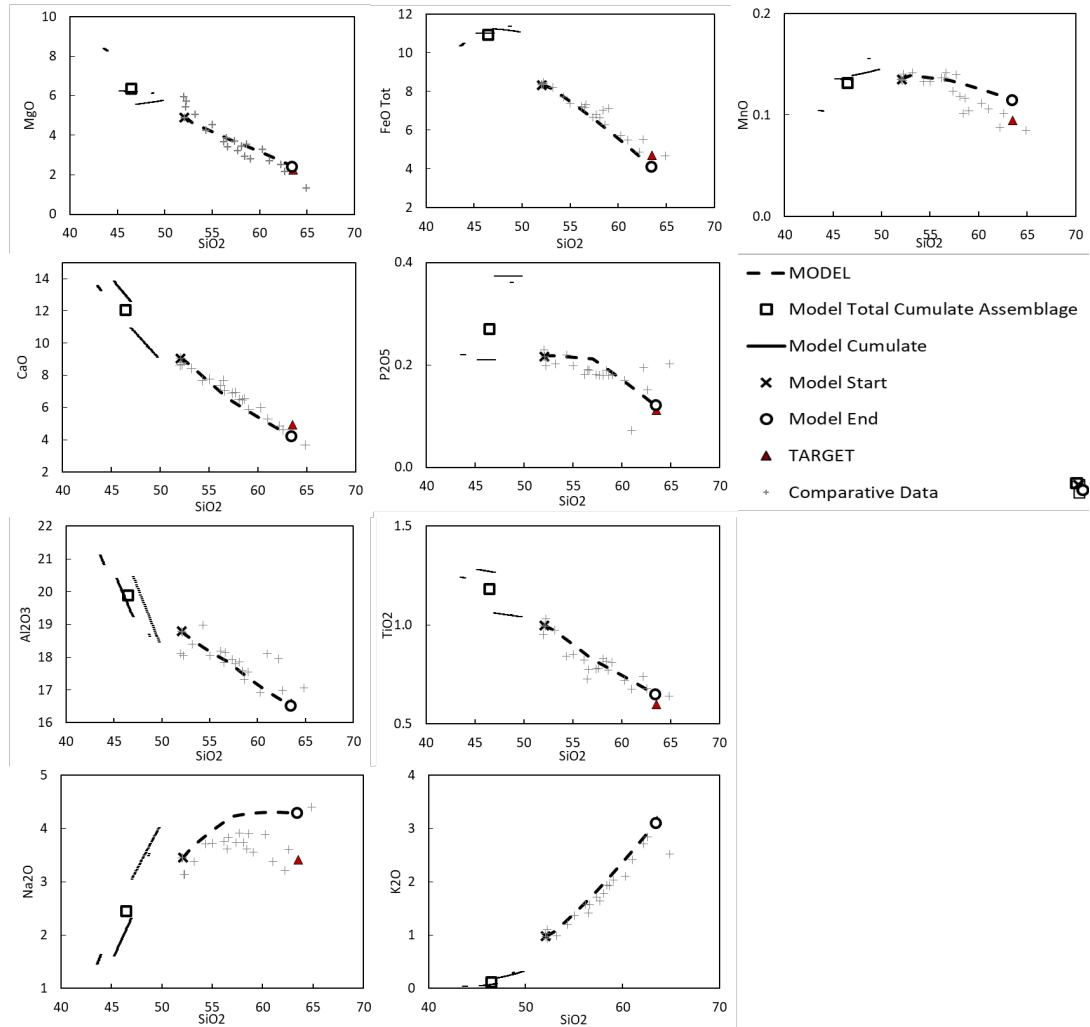 MgO
10
8
6
4
2
0
40 45 50 55 60 65 70
SiO2
FeO Tot
12
10
8
6
4
2
40 45 50 55 60 65 70
SiO2
MnO
0.2
0.1
0.0
40 45 50 55 60 65 70
SiO2
CaO
14
12
10
8
6
4
2
40 45 50 55 60 65 70
SiO2
P2O5
0.4
0.2
0.0
40 45 50 55 60 65 70
SiO2
MODEL
Model Total Cumulate Assemblage
Model Cumulate
Model Start
Model End
TARGET
Comparative Data
Al2O3
22
21
20
19
18
17
16
40 45 50 55 60 65 70
SiO2
TiO2
1.5
1.0
0.5
40 45 50 55 60 65 70
SiO2
Na2O
5
4
3
2
1
40 45 50 55 60 65 70
SiO2
K2O
4
3
2
1
0
40 45 50 55 60 65 70
SiO2